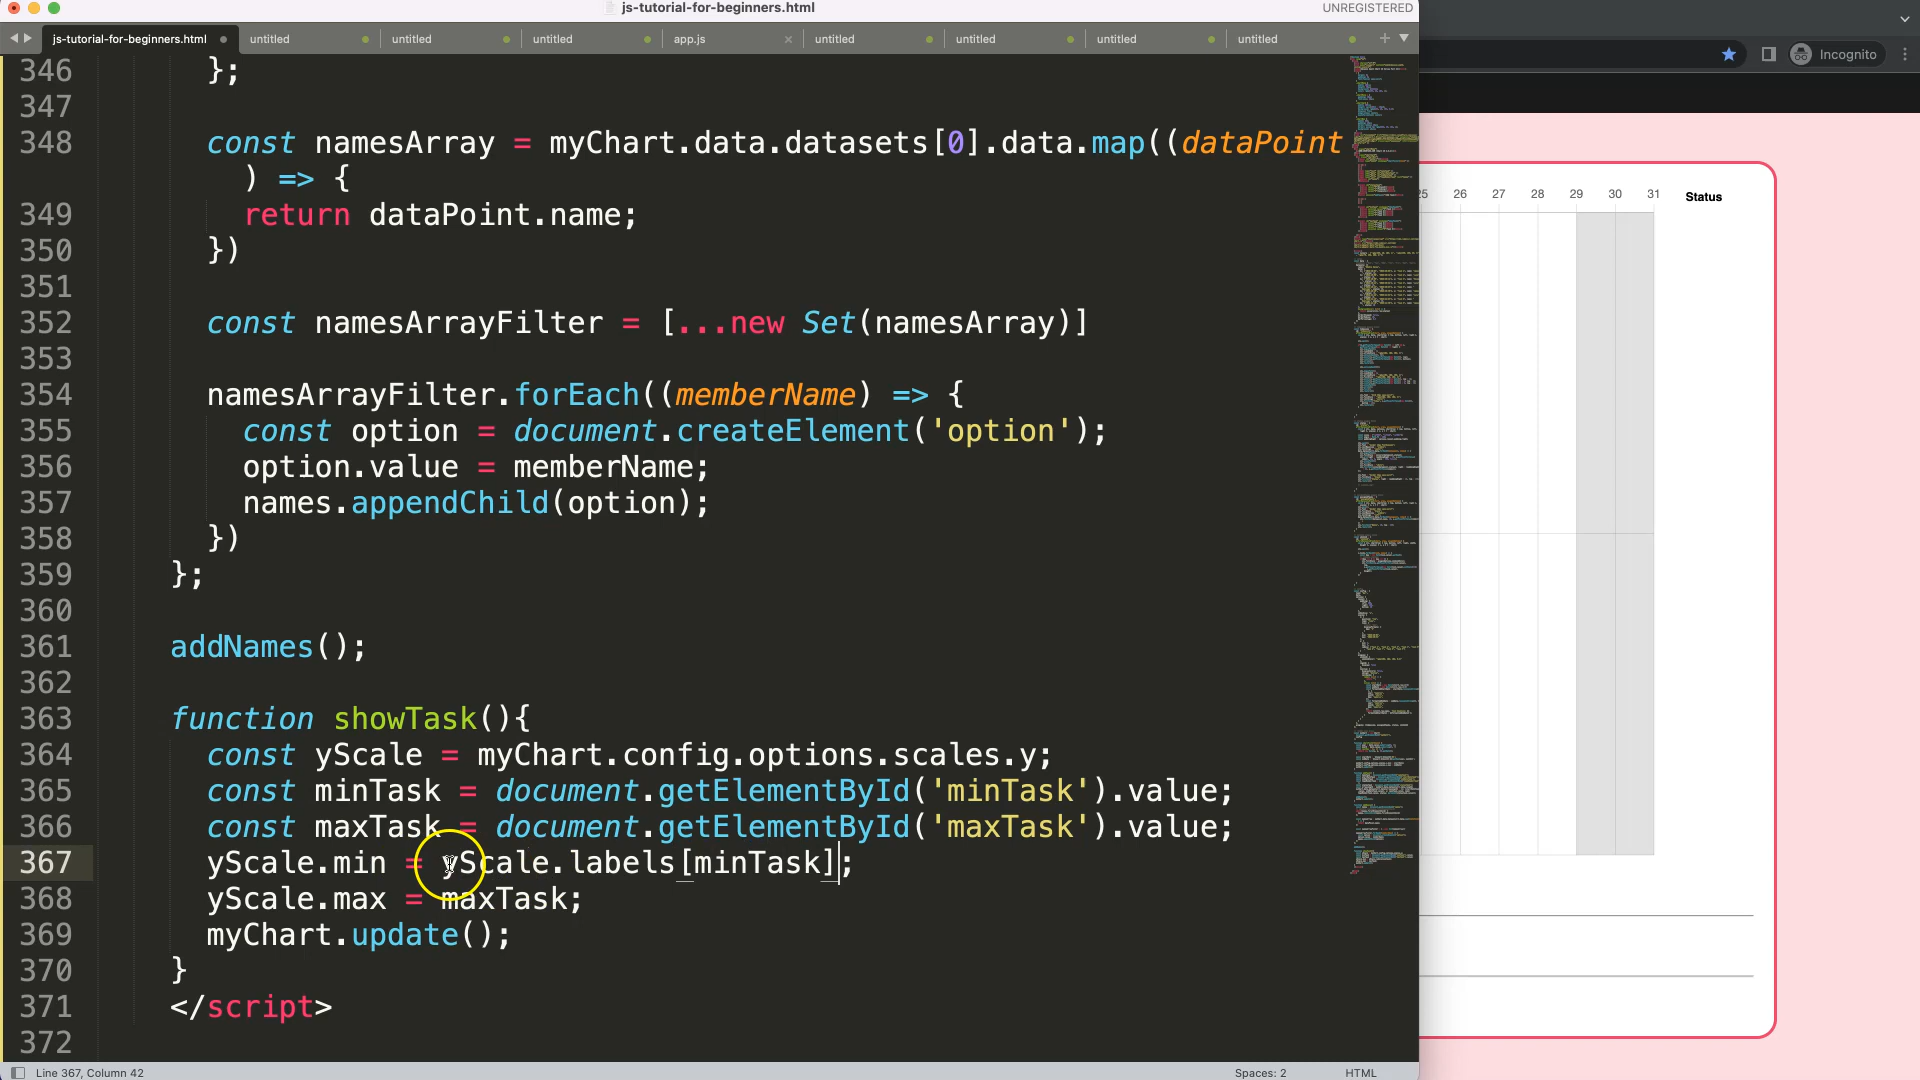 js-tutorial-for-beginners.html
UNREGISTERED
js-tutorial-for-beginners.html untitled untitled untitled app.js untitled untitled untitled untitled
Incognito
346 };
347
348 const namesArray = myChart.data.datasets[0].data.map((dataPoint
) => {
349 return dataPoint.name;
350 })
351
352 const namesArrayFilter = [...new Set(namesArray)]
353
354 namesArrayFilter.forEach((memberName) => {
355 const option = document.createElement('option');
356 option.value = memberName;
357 names.appendChild(option);
358 })
359 };
360
361 addNames();
362
363 function showTask(){
364 const yScale = myChart.config.options.scales.y;
365 const minTask = document.getElementById('minTask').value;
366 const maxTask = document.getElementById('maxTask').value;
367 yScale.min = yScale.labels[minTask];
368 yScale.max = maxTask;
369 myChart.update();
370 }
371 </script>
372
25 26 27 28 29 30 31 Status
Line 367, Column 42
Spaces: 2
HTML